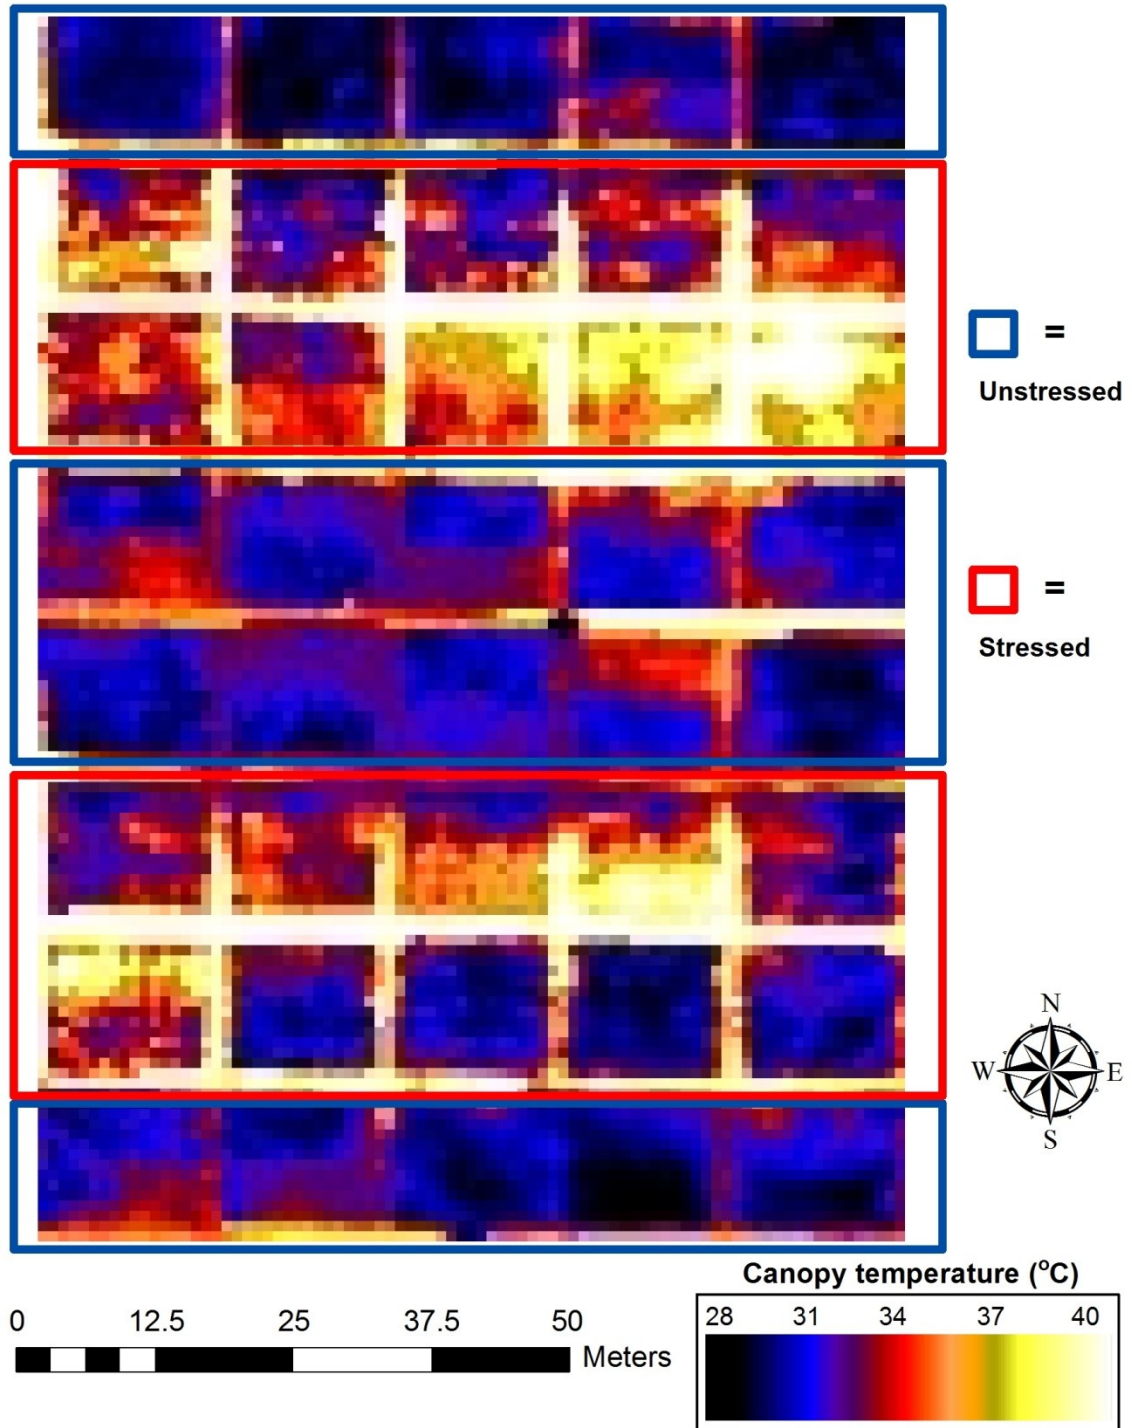 =
Unstressed
=
Stressed
N
W E
S
Canopy temperature (°C)
28 31 34 37 40
0 12.5 25 37.5 50
Meters